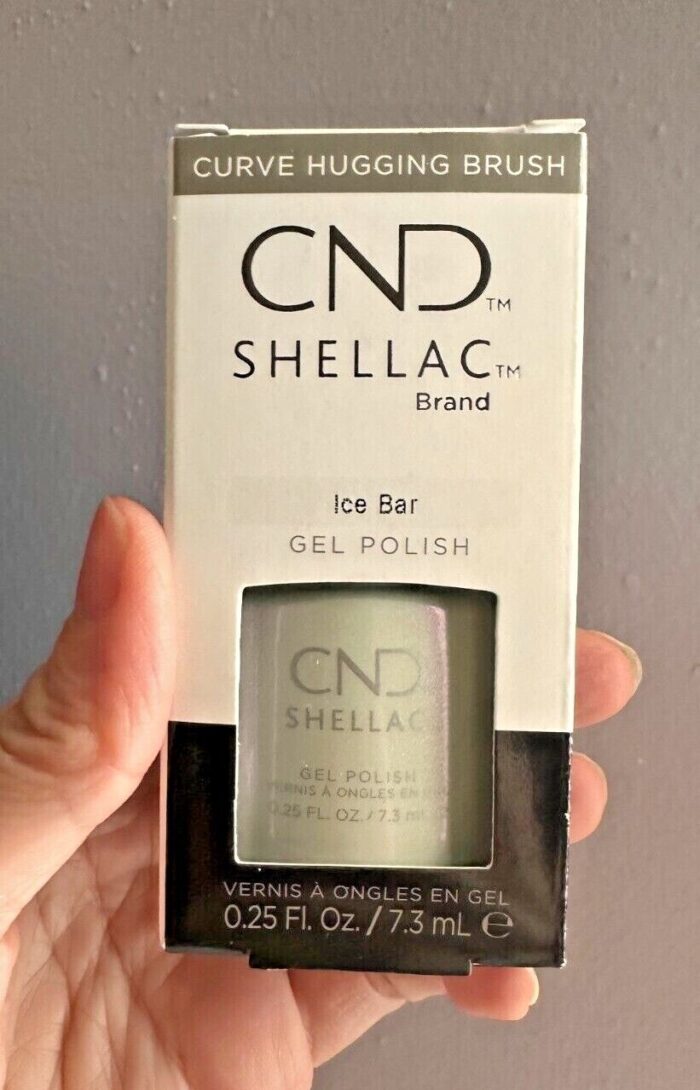 CURVE HUGGING BRUSH
CND™
SHELLAC™
Brand
Ice Bar
GEL POLISH
CND
SHELLAC
GEL POLISH
VERNIS À ONGLES EN
0.25 FL. OZ. / 7.3 mL
VERNIS À ONGLES EN GEL
0.25 Fl. Oz. / 7.3 mL ℮